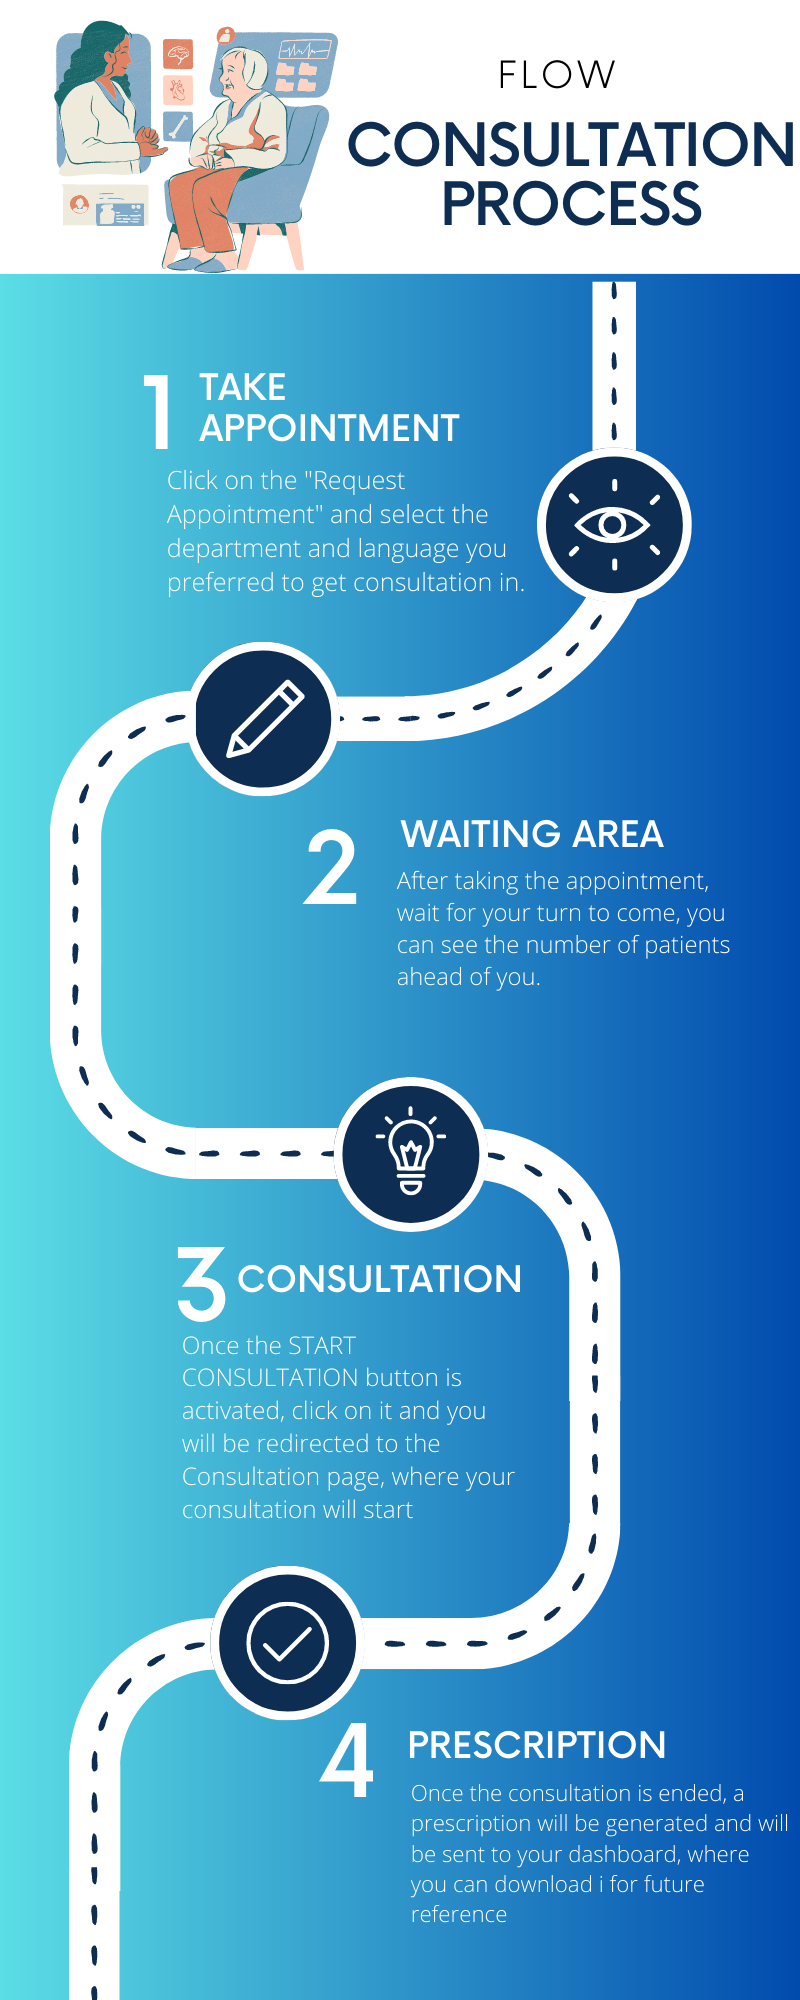 FLOW
CONSULTATION
PROCESS
1
TAKE
APPOINTMENT
Click on the "Request
Appointment" and select the
department and language you
preferred to get consultation in.
2
WAITING AREA
After taking the appointment,
wait for your turn to come, you
can see the number of patients
ahead of you.
3
CONSULTATION
Once the START
CONSULTATION button is
activated, click on it and you
will be redirected to the
Consultation page, where your
consultation will start
4
PRESCRIPTION
Once the consultation is ended, a
prescription will be generated and will
be sent to your dashboard, where
you can download i for future
reference